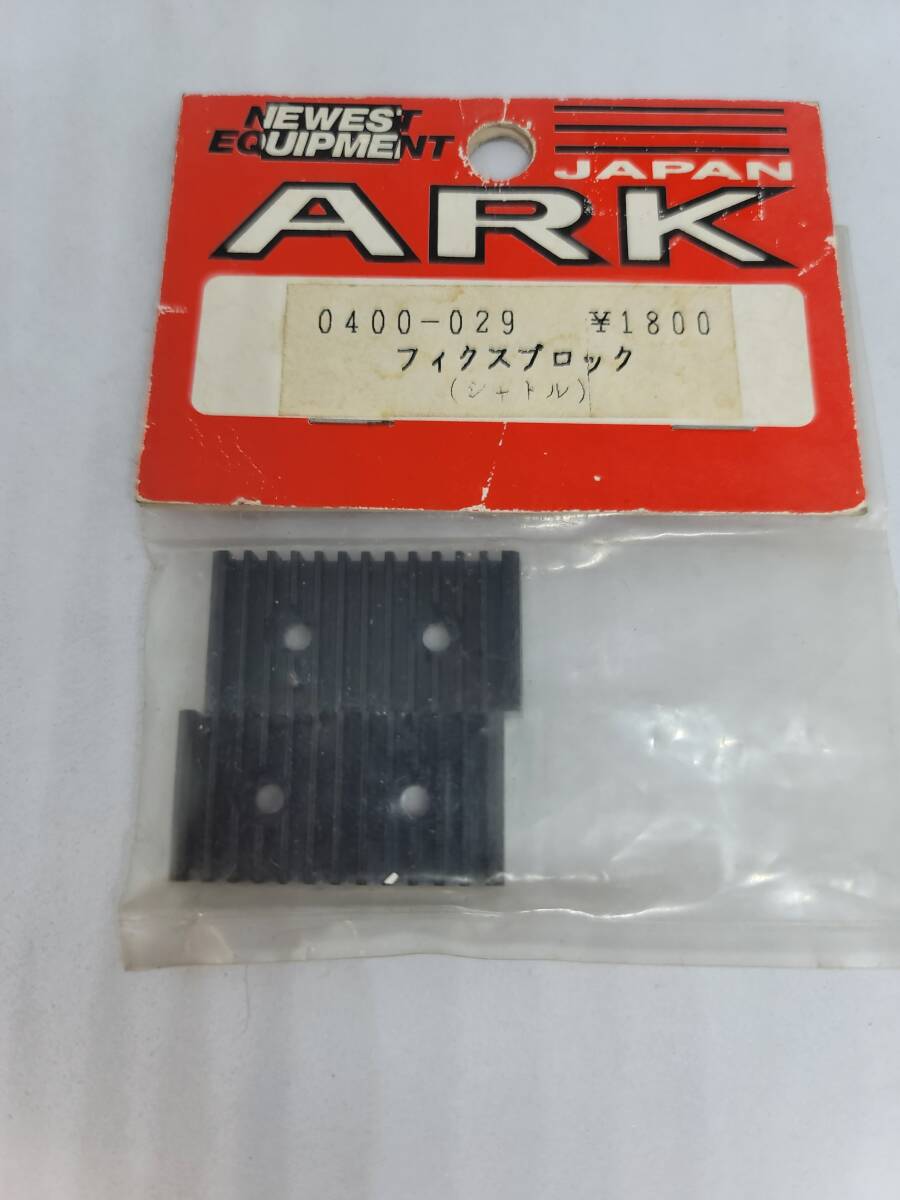 NEWEST
EQUIPMENT
JAPAN
ARK
0400-029 ¥1800
フィクスブロック
(シャトル)